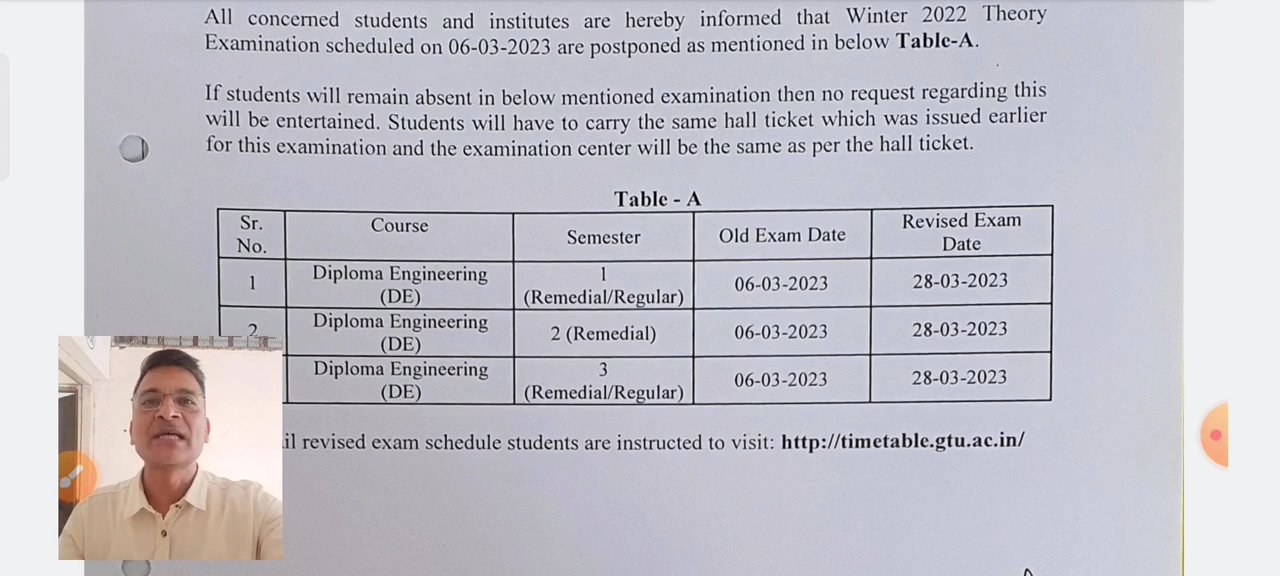 All concerned students and institutes are hereby informed that Winter 2022 Theory
Examination scheduled on 06-03-2023 are postponed as mentioned in below Table-A.
If students will remain absent in below mentioned examination then no request regarding this
will be entertained. Students will have to carry the same hall ticket which was issued earlier
for this examination and the examination center will be the same as per the hall ticket.
Table - A
Sr. No. Course Semester Old Exam Date Revised Exam Date
1 Diploma Engineering (DE) 1 (Remedial/Regular) 06-03-2023 28-03-2023
2 Diploma Engineering (DE) 2 (Remedial) 06-03-2023 28-03-2023
Diploma Engineering (DE) 3 (Remedial/Regular) 06-03-2023 28-03-2023
revised exam schedule students are instructed to visit: http://timetable.gtu.ac.in/